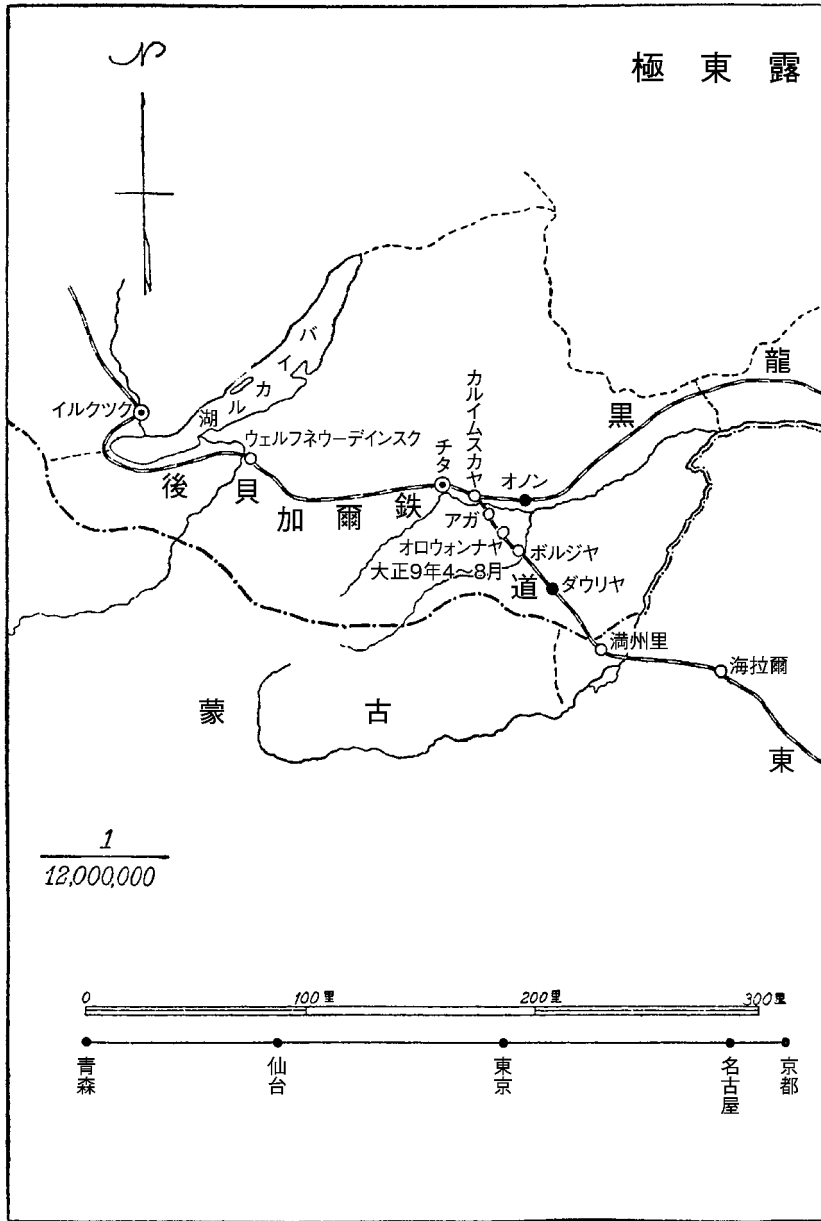 N
極東露
バイカル湖
イルクツク
ウェルフネウーデインスク
カルイムスカヤ
チタ
オノン
黒龍
後貝加爾鉄道
アガ
オロウォンナヤ
大正9年4〜8月
ボルジヤ
ダウリヤ
満州里
海拉爾
蒙古
東
1
12,000,000
0 100里 200里 300里
青森 仙台 東京 名古屋 京都